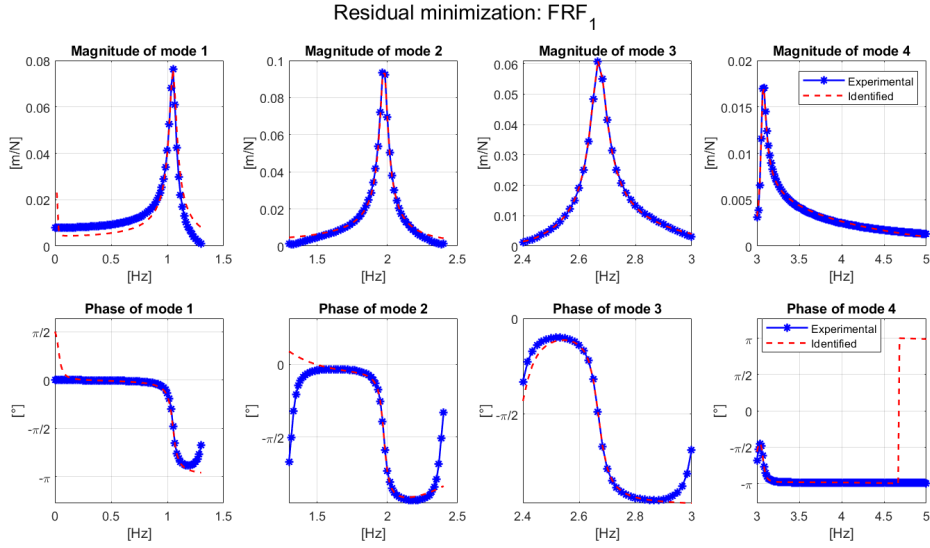 Residual minimization: FRF₁
Magnitude of mode 1
Magnitude of mode 2
Magnitude of mode 3
Magnitude of mode 4
[m/N]
0.08
0.06
0.04
0.02
0
0
0.5
1
1.5
[Hz]
[m/N]
0.1
0.08
0.06
0.04
0.02
0
1.5
2
2.5
[Hz]
[m/N]
0.06
0.05
0.04
0.03
0.02
0.01
0
2.4
2.6
2.8
3
[Hz]
[m/N]
0.02
0.015
0.01
0.005
0
3
3.5
4
4.5
5
[Hz]
Experimental
Identified
Phase of mode 1
Phase of mode 2
Phase of mode 3
Phase of mode 4
[°]
π/2
0
-π/2
-π
0
0.5
1
1.5
[Hz]
[°]
0
-π/2
1.5
2
2.5
[Hz]
[°]
0
-π/2
2.4
2.6
2.8
3
[Hz]
[°]
π
π/2
0
-π/2
-π
3
3.5
4
4.5
5
[Hz]
Experimental
Identified